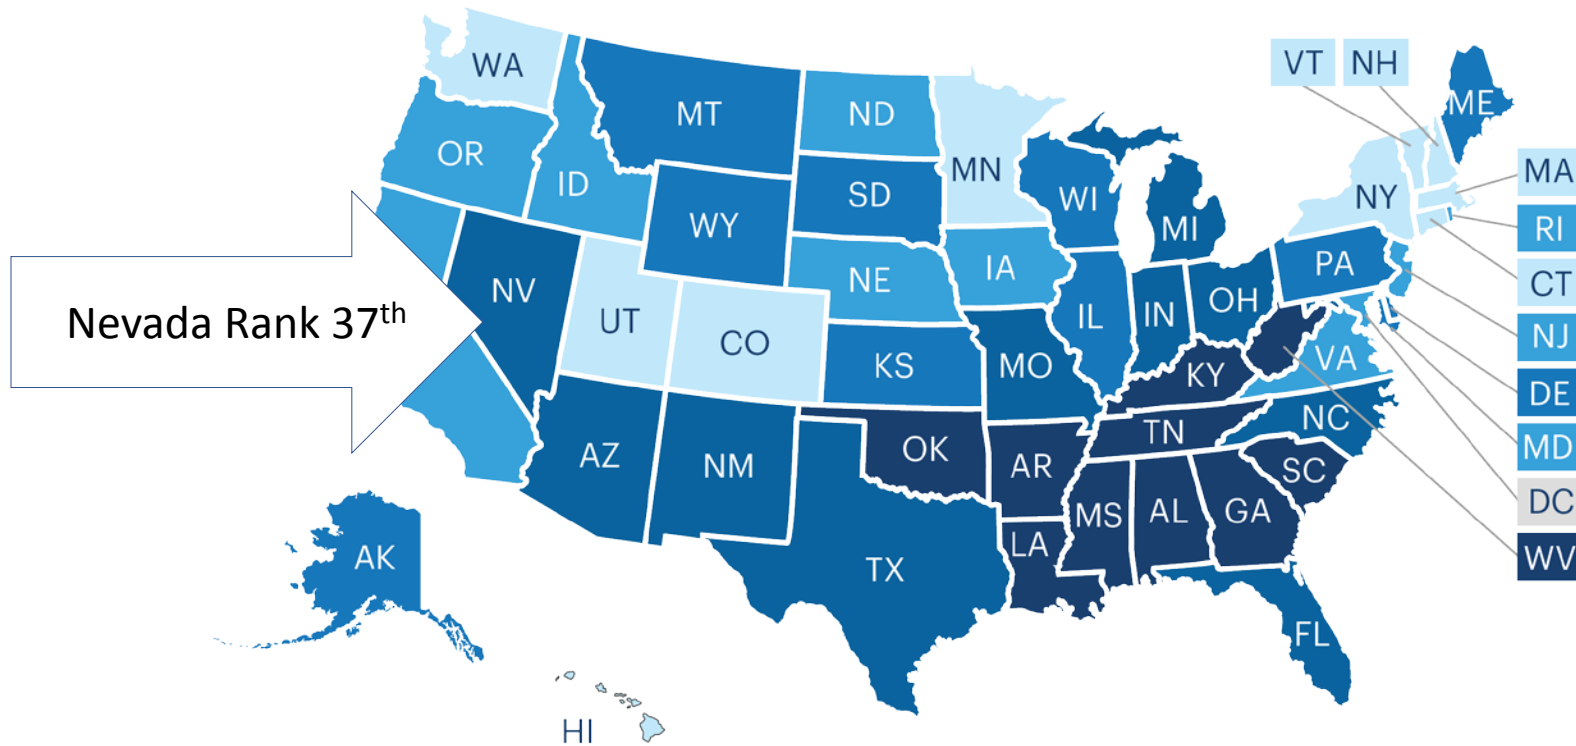 WA
VT NH
MT
ND
ME
OR
MN
ID
SD
WI
MA
NY
WY
MI
RI
IA
PA
NE
CT
NV
OH
UT
IL
IN
Nevada Rank 37th
CO
NJ
VA
KS
MO
KY
DE
NC
TN
OK
MD
AZ
NM
AR
SC
DC
MS
AL
GA
LA
WV
AK
TX
FL
HI